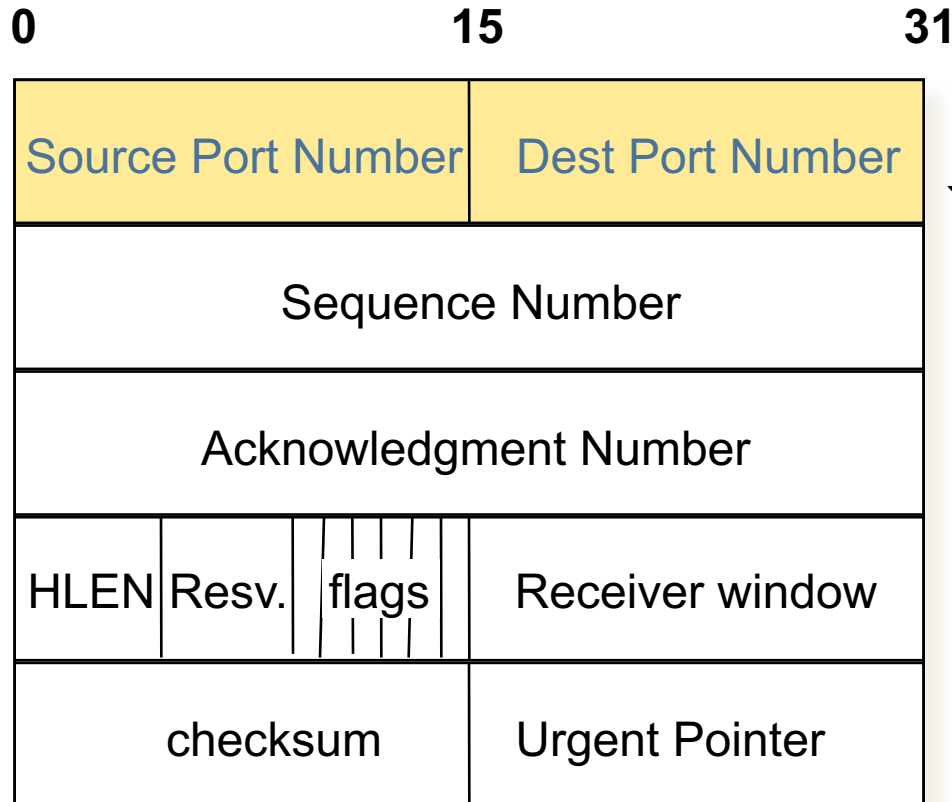 0 15 31
Source Port Number Dest Port Number
Sequence Number
Acknowledgment Number
HLEN Resv. flags Receiver window
checksum Urgent Pointer